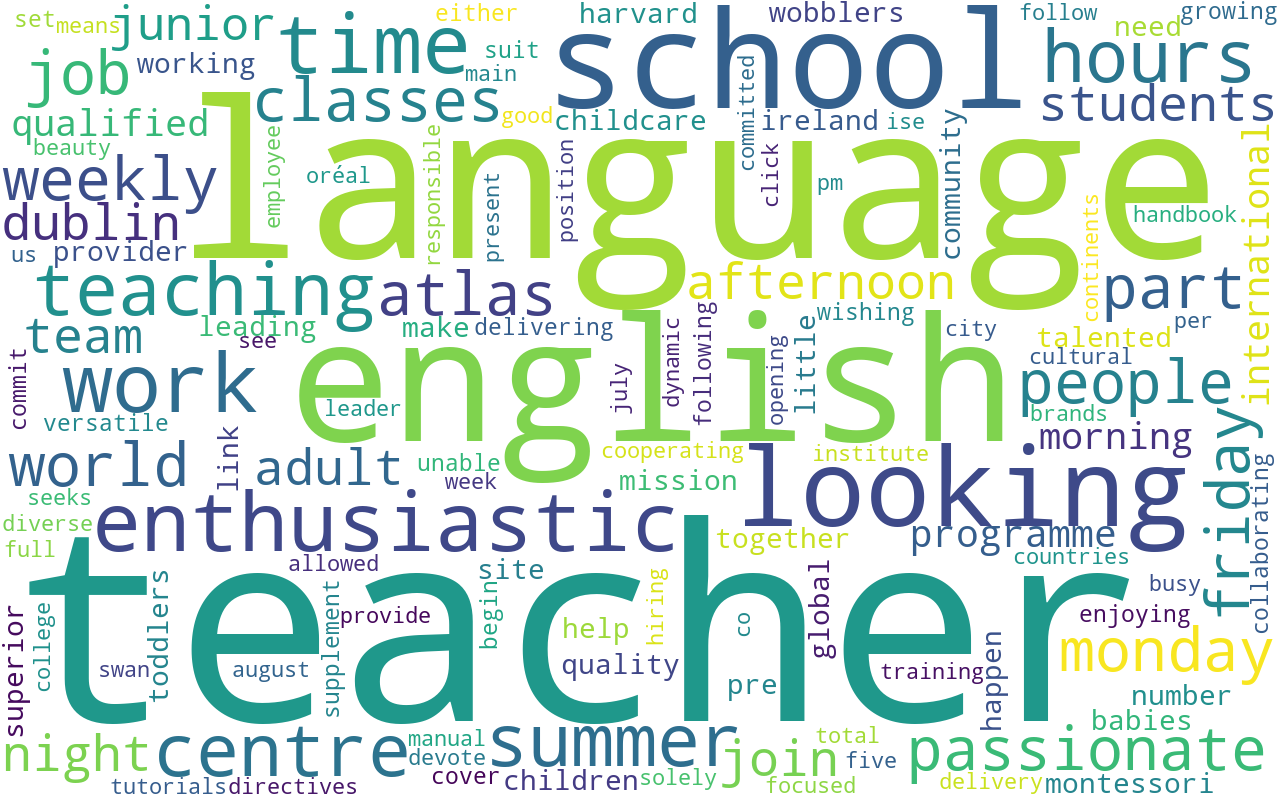 set
means
junior
time
either
harvard
wobblers
follow
growing
need
job
working
suit
main
school
hours
classes
students
qualified
good
childcare
committed
ireland
ise
beauty
employee
language
oréal
responsible
present
position
click
pm
community
continents
handbook
international
weekly
dublin
us
provider
teaching
atlas
afternoon
part
team
leading
see
make
delivering
wishing
city
talented
per
cultural
commit
work
english
leader
july
dynamic
following
opening
little
people
brands
versatile
morning
friday
world
link
adult
unable
week
cooperating
mission
institute
looking
seeks
diverse
full
enthusiastic
programme
together
countries
collaborating
allowed
site
teacher
busy
college
toddlers
supplement
provide
begin
hiring
help
co
global
enjoying
superior
swan
august
quality
pre
training
monday
happen
number
babies
night
centre
manual
devote
summer
join
total
five
passionate
tutorials
directives
cover
children
solely
focused
delivery
montessori